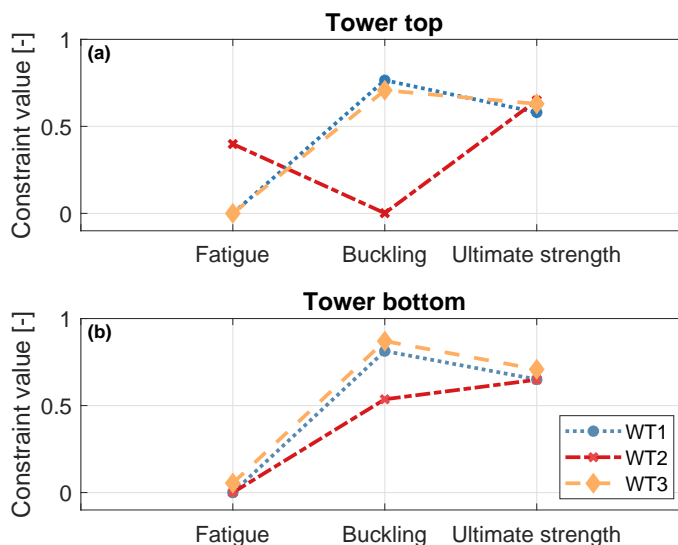 Tower top
(a)
Constraint value [-]
1
0.5
0
Fatigue Buckling Ultimate strength
Tower bottom
(b)
Constraint value [-]
1
0.5
0
WT1
WT2
WT3
Fatigue Buckling Ultimate strength